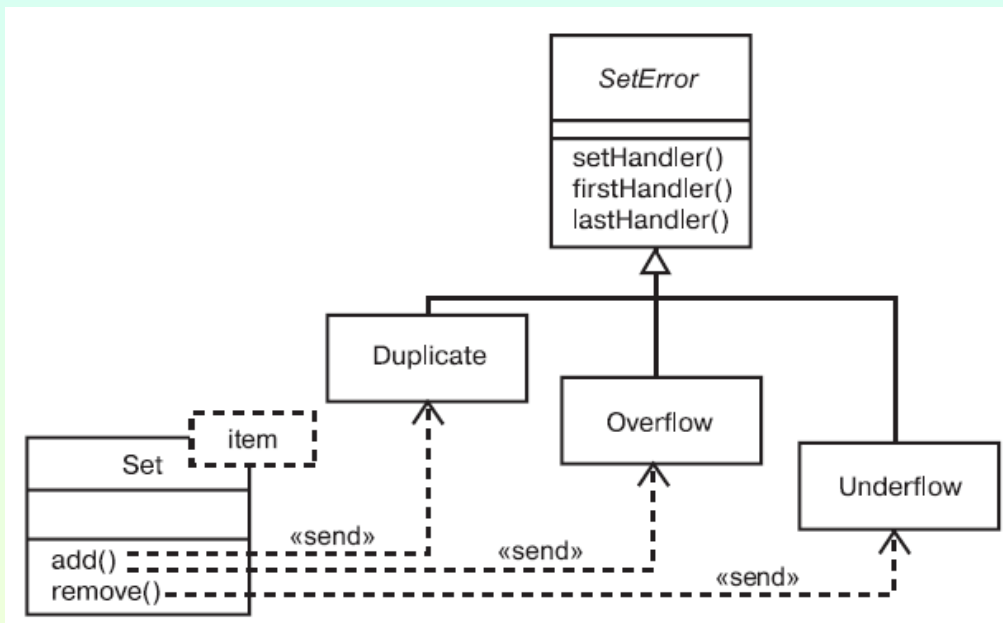 SetError
setHandler()
firstHandler()
lastHandler()
Duplicate
Overflow
Underflow
item
Set
add()
remove()
«send»
«send»
«send»